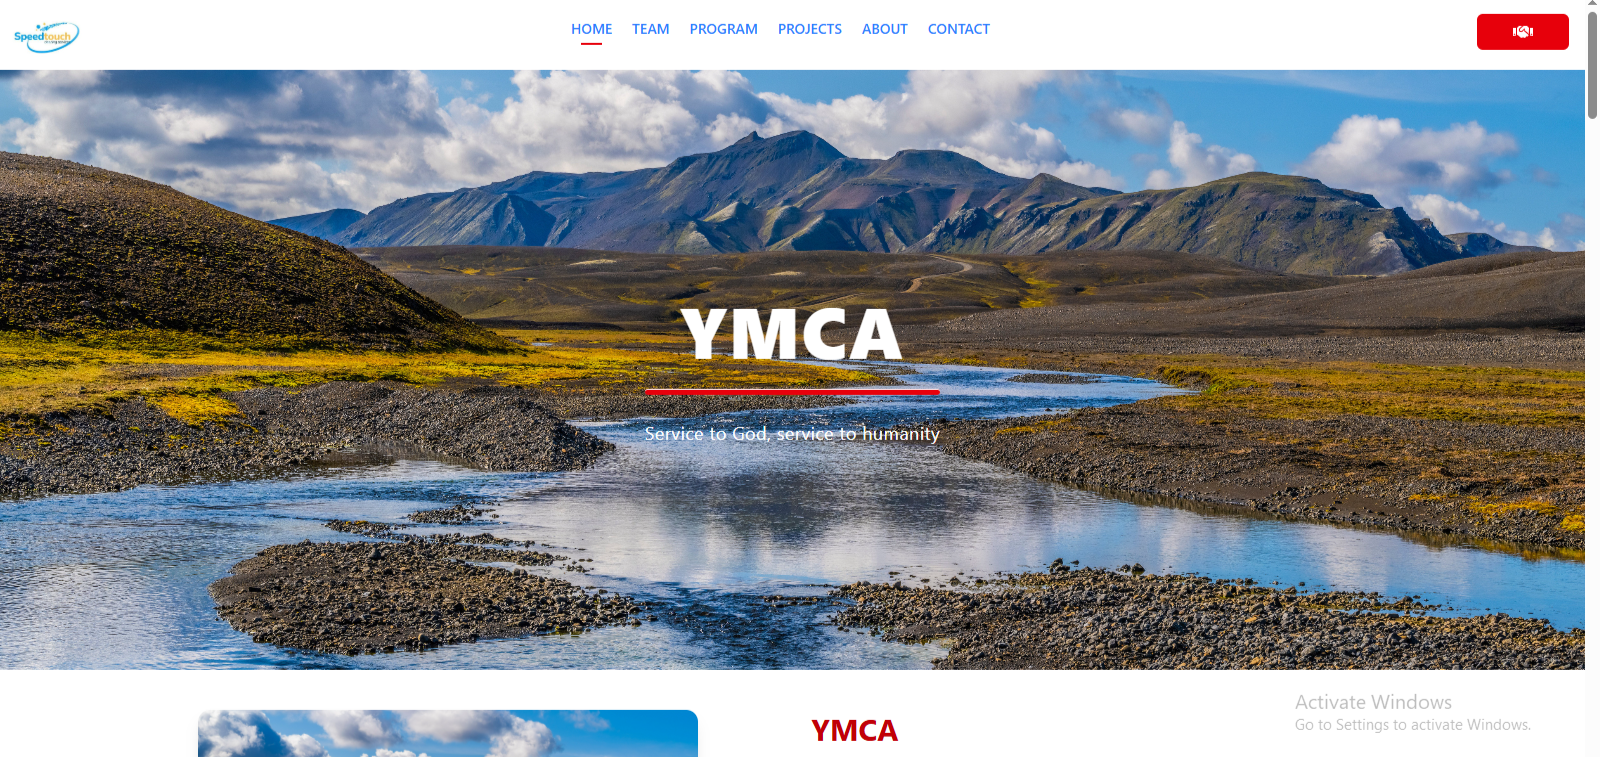 Speedtouch
HOME TEAM PROGRAM PROJECTS ABOUT CONTACT
YMCA
Service to God, service to humanity
YMCA
Activate Windows
Go to Settings to activate Windows.